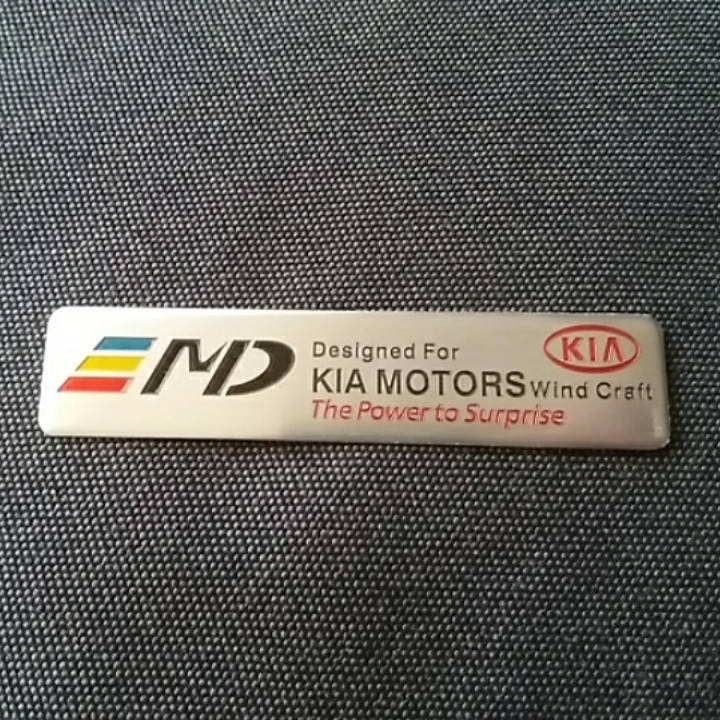 MD
Designed For
KIA MOTORS Wind Craft
The Power to Surprise
KIA